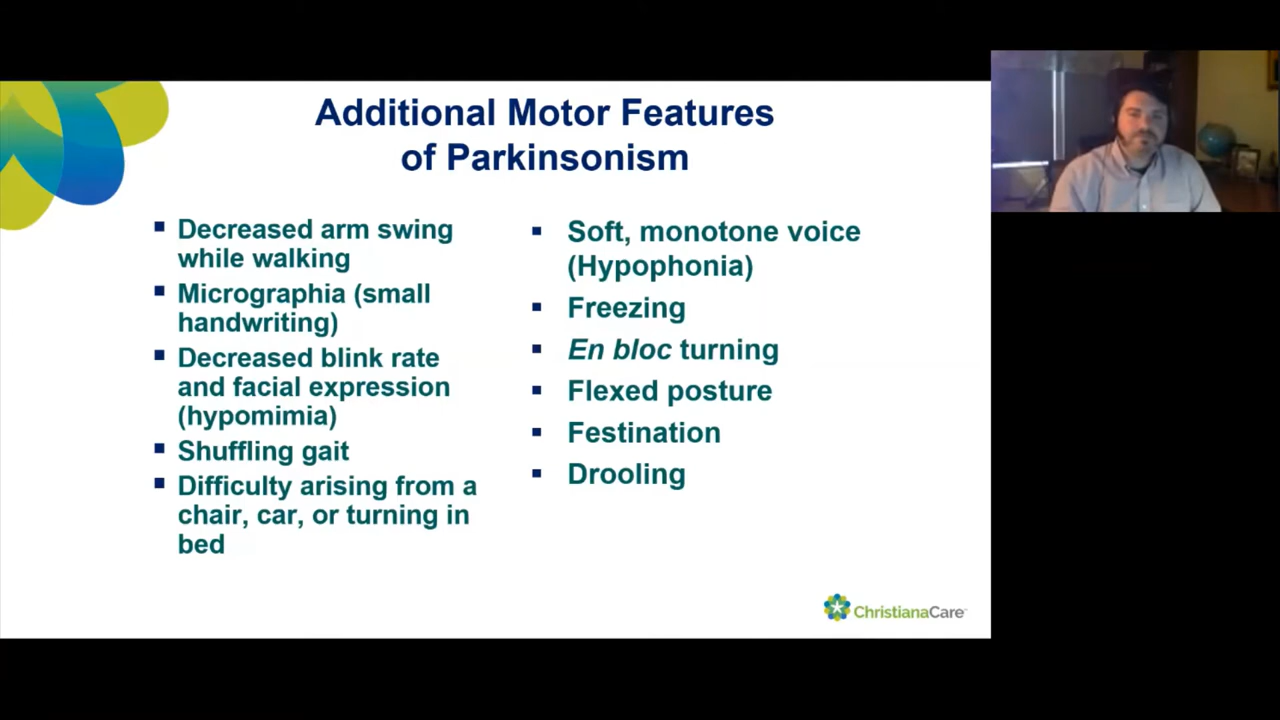 Additional Motor Features
of Parkinsonism
▪ Decreased arm swing
while walking
▪ Micrographia (small
handwriting)
▪ Decreased blink rate
and facial expression
(hypomimia)
▪ Shuffling gait
▪ Difficulty arising from a
chair, car, or turning in
bed
▪ Soft, monotone voice
(Hypophonia)
▪ Freezing
▪ En bloc turning
▪ Flexed posture
▪ Festination
▪ Drooling
ChristianaCare™